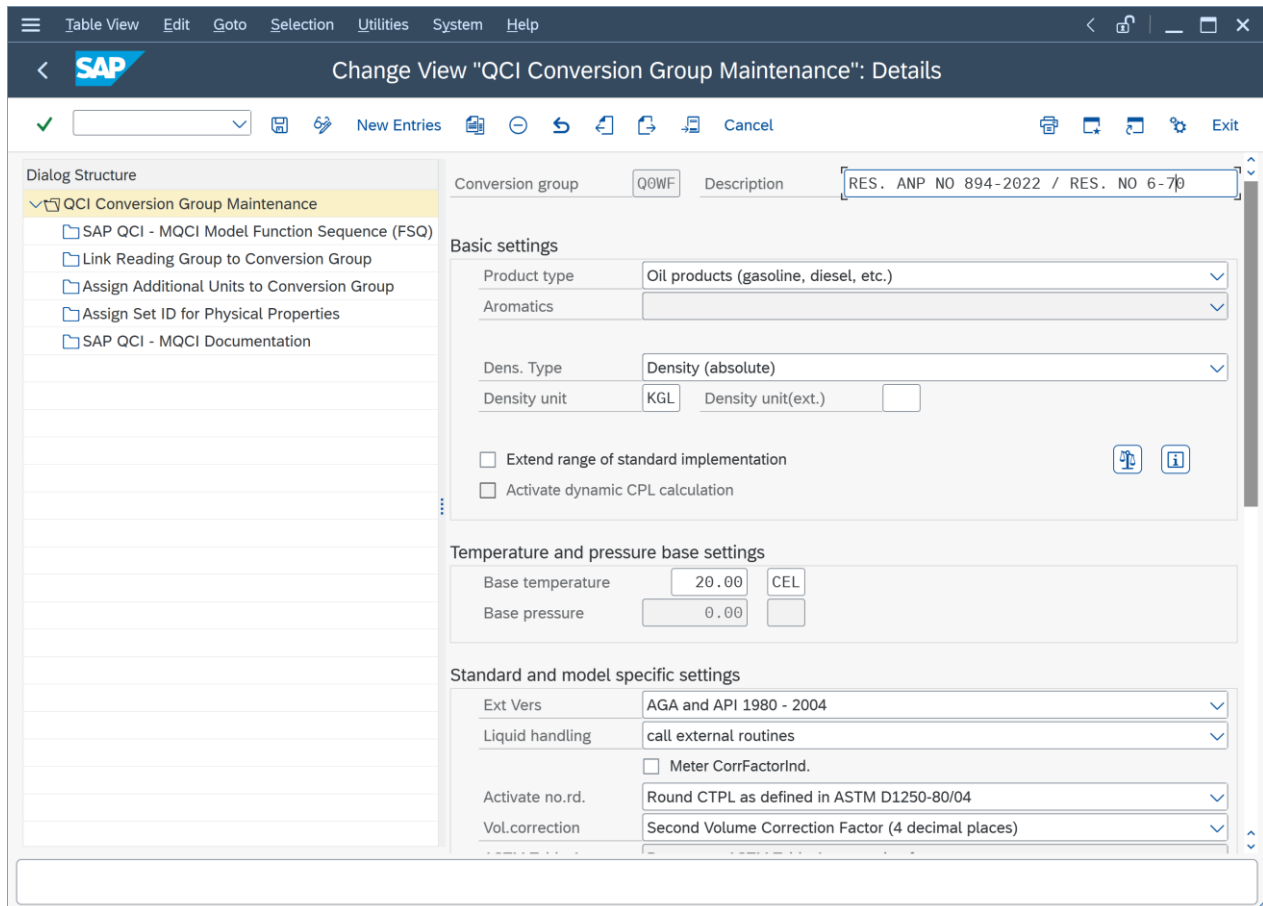 Table View Edit Goto Selection Utilities System Help
SAP Change View "QCI Conversion Group Maintenance": Details
New Entries Cancel Exit
Dialog Structure
QCI Conversion Group Maintenance
SAP QCI - MQCI Model Function Sequence (FSQ)
Link Reading Group to Conversion Group
Assign Additional Units to Conversion Group
Assign Set ID for Physical Properties
SAP QCI - MQCI Documentation
Conversion group Q0WF Description RES. ANP NO 894-2022 / RES. NO 6-70
Basic settings
Product type Oil products (gasoline, diesel, etc.)
Aromatics
Dens. Type Density (absolute)
Density unit KGL Density unit(ext.)
Extend range of standard implementation
Activate dynamic CPL calculation
Temperature and pressure base settings
Base temperature 20.00 CEL
Base pressure 0.00
Standard and model specific settings
Ext Vers AGA and API 1980 - 2004
Liquid handling call external routines
Meter CorrFactorInd.
Activate no.rd. Round CTPL as defined in ASTM D1250-80/04
Vol.correction Second Volume Correction Factor (4 decimal places)